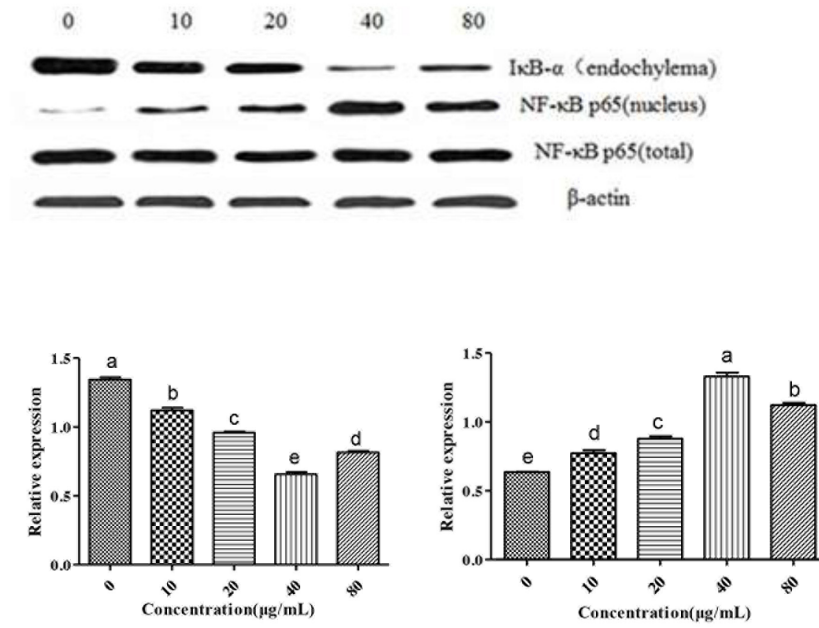 0 10 20 40 80
IκB-α（endochylema)
NF-κB p65(nucleus)
NF-κB p65(total)
β-actin
1.5
1.0
0.5
0.0
Relative expression
a
b
c
e
d
0 10 20 40 80
Concentration(μg/mL)
1.5
1.0
0.5
0.0
Relative expression
e
d
c
a
b
0 10 20 40 80
Concentration(μg/mL)